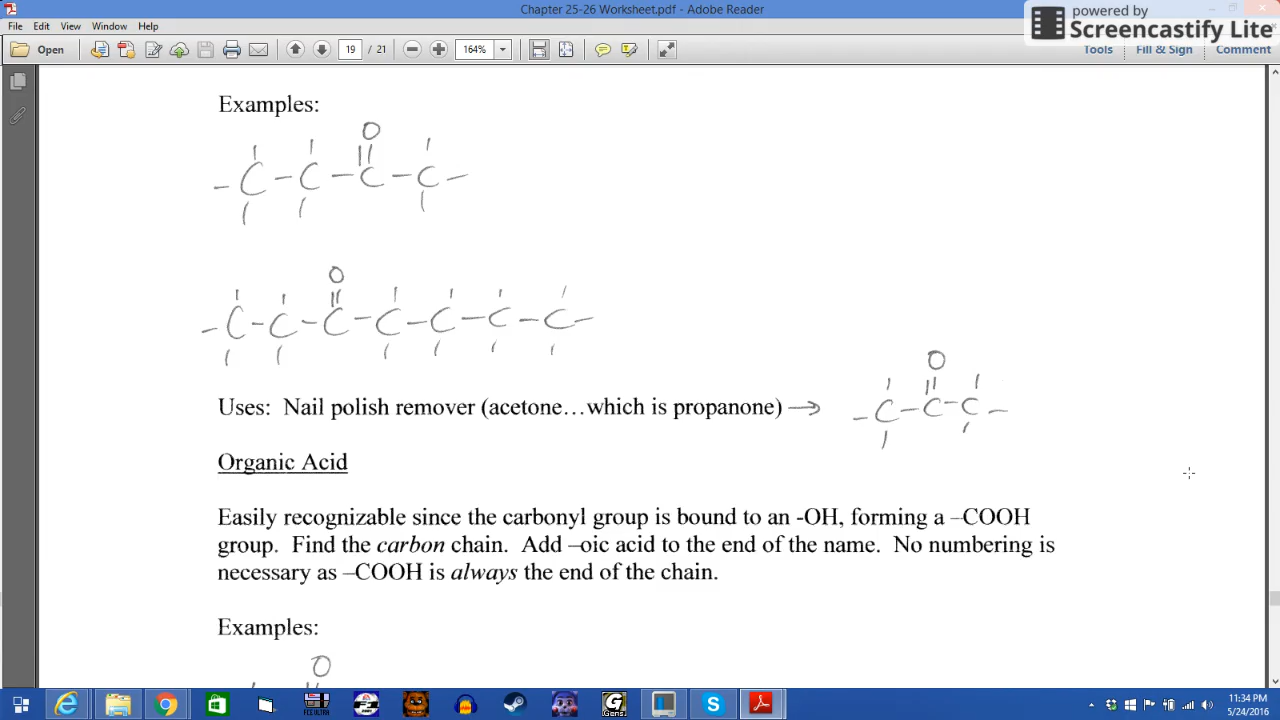 Chapter 25-26 Worksheet.pdf - Adobe Reader
powered by
Screencastify Lite
File Edit View Window Help
Open 19 / 21 164% Tools Fill & Sign Comment
Examples:
O
- C - C - C - C -
O
- C - C - C - C - C - C - C -
O
Uses: Nail polish remover (acetone…which is propanone) → - C - C - C -
Organic Acid
Easily recognizable since the carbonyl group is bound to an -OH, forming a –COOH
group. Find the carbon chain. Add –oic acid to the end of the name. No numbering is
necessary as –COOH is always the end of the chain.
Examples:
O
11:34 PM
5/24/2016